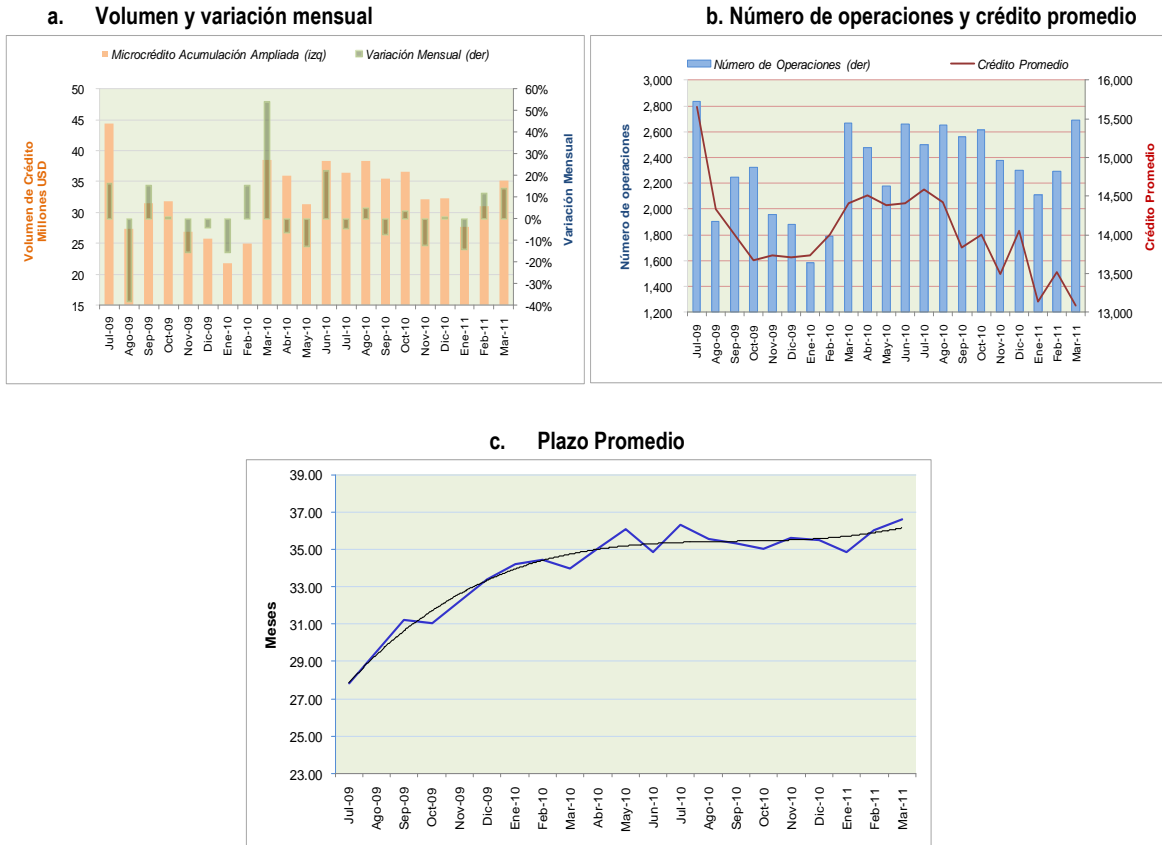 a. Volumen y variación mensual
Microcrédito Acumulación Ampliada (izq)
Variación Mensual (der)
50
45
40
35
30
25
20
15
60%
50%
40%
30%
20%
10%
0%
-10%
-20%
-30%
-40%
Volumen de Crédito
Millones USD
Variación Mensual
Jul-09
Ago-09
Sep-09
Oct-09
Nov-09
Dic-09
Ene-10
Feb-10
Mar-10
Abr-10
May-10
Jun-10
Jul-10
Ago-10
Sep-10
Oct-10
Nov-10
Dic-10
Ene-11
Feb-11
Mar-11
b. Número de operaciones y crédito promedio
Número de Operaciones (der)
Crédito Promedio
3,000
2,800
2,600
2,400
2,200
2,000
1,800
1,600
1,400
1,200
16,000
15,500
15,000
14,500
14,000
13,500
13,000
Número de operaciones
Crédito Promedio
Jul-09
Ago-09
Sep-09
Oct-09
Nov-09
Dic-09
Ene-10
Feb-10
Mar-10
Abr-10
May-10
Jun-10
Jul-10
Ago-10
Sep-10
Oct-10
Nov-10
Dic-10
Ene-11
Feb-11
Mar-11
c. Plazo Promedio
39.00
37.00
35.00
33.00
31.00
29.00
27.00
25.00
23.00
Meses
Jul-09
Ago-09
Sep-09
Oct-09
Nov-09
Dic-09
Ene-10
Feb-10
Mar-10
Abr-10
May-10
Jun-10
Jul-10
Ago-10
Sep-10
Oct-10
Nov-10
Dic-10
Ene-11
Feb-11
Mar-11